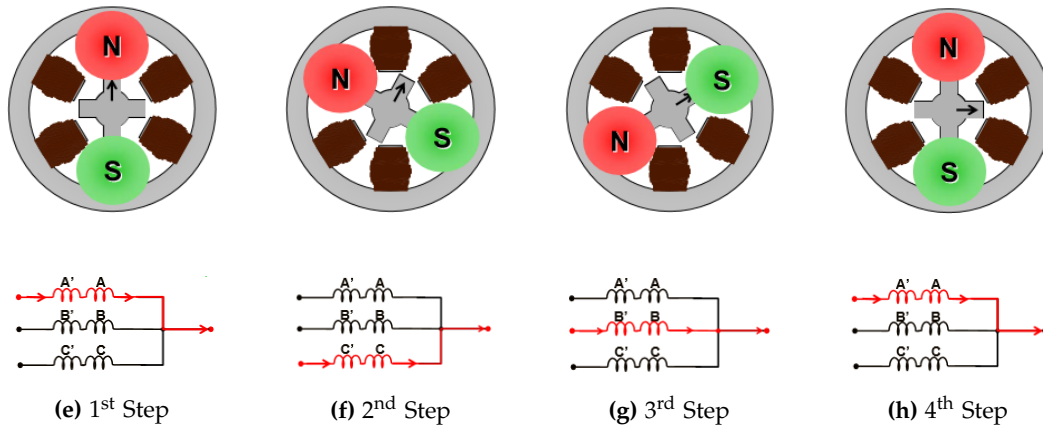 N
S
N
S
S
N
N
S
A' A
B' B
C' C
A' A
B' B
C' C
A' A
B' B
C' C
A' A
B' B
C' C
(e) 1st Step
(f) 2nd Step
(g) 3rd Step
(h) 4th Step